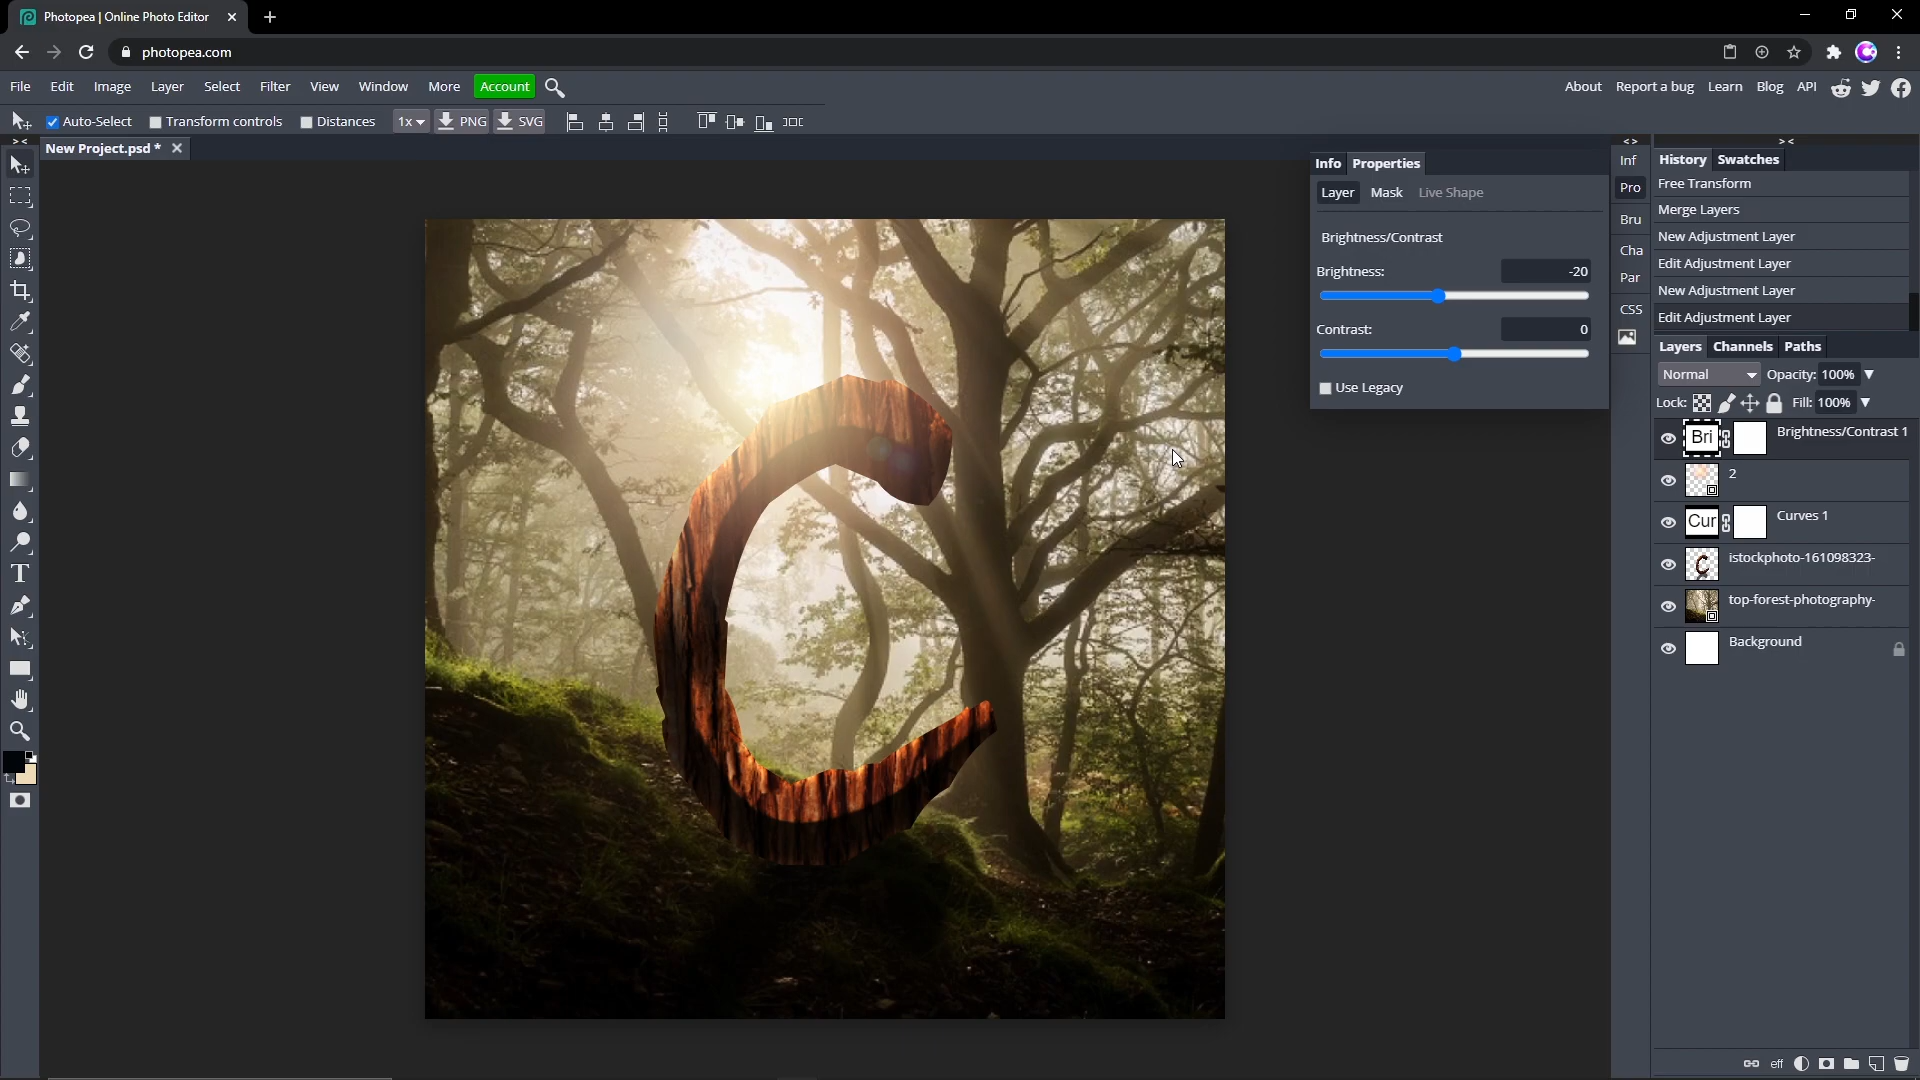 Photopea | Online Photo Editor
photopea.com
File Edit Image Layer Select Filter View Window More Account
About Report a bug Learn Blog API
Auto-Select Transform controls Distances 1x PNG SVG
New Project.psd *
Info Properties
Layer Mask Live Shape
Brightness/Contrast
Brightness: -20
Contrast: 0
Use Legacy
Inf
Pro
Bru
Cha
Par
CSS
History Swatches
Free Transform
Merge Layers
New Adjustment Layer
Edit Adjustment Layer
New Adjustment Layer
Edit Adjustment Layer
Layers Channels Paths
Normal Opacity: 100%
Lock: Fill: 100%
Bri Brightness/Contrast 1
2
Cur Curves 1
C istockphoto-161098323-
top-forest-photography-
Background
eff
C
T